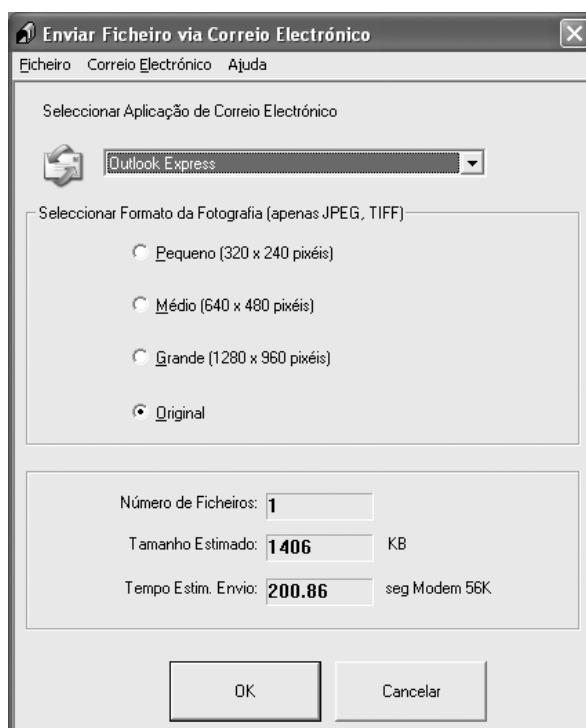 Enviar Ficheiro via Correio Electrónico
Ficheiro Correio Electrónico Ajuda
Seleccionar Aplicação de Correio Electrónico
Outlook Express
Seleccionar Formato da Fotografia (apenas JPEG, TIFF)
Pequeno (320 x 240 pixéis)
Médio (640 x 480 pixéis)
Grande (1280 x 960 pixéis)
Original
Número de Ficheiros: 1
Tamanho Estimado: 1406 KB
Tempo Estim. Envio: 200.86 seg Modem 56K
OK Cancelar